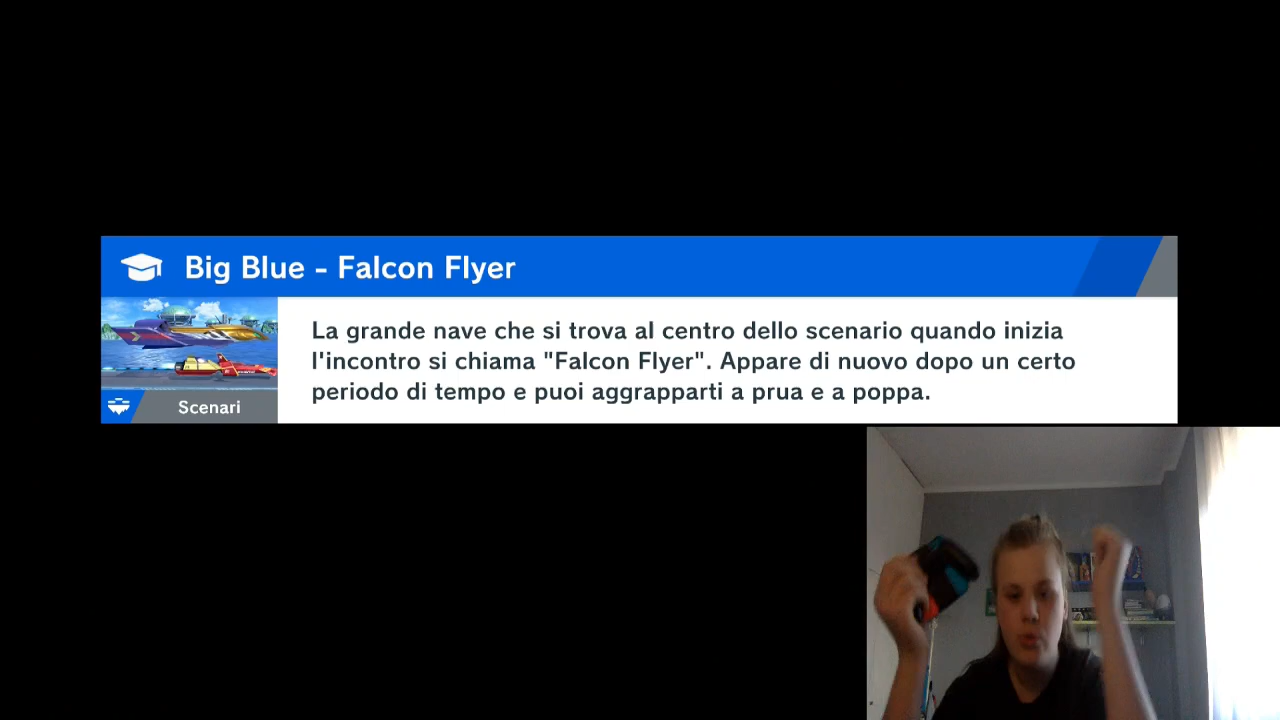 Big Blue - Falcon Flyer
La grande nave che si trova al centro dello scenario quando inizia
l'incontro si chiama "Falcon Flyer". Appare di nuovo dopo un certo
periodo di tempo e puoi aggrapparti a prua e a poppa.
Scenari